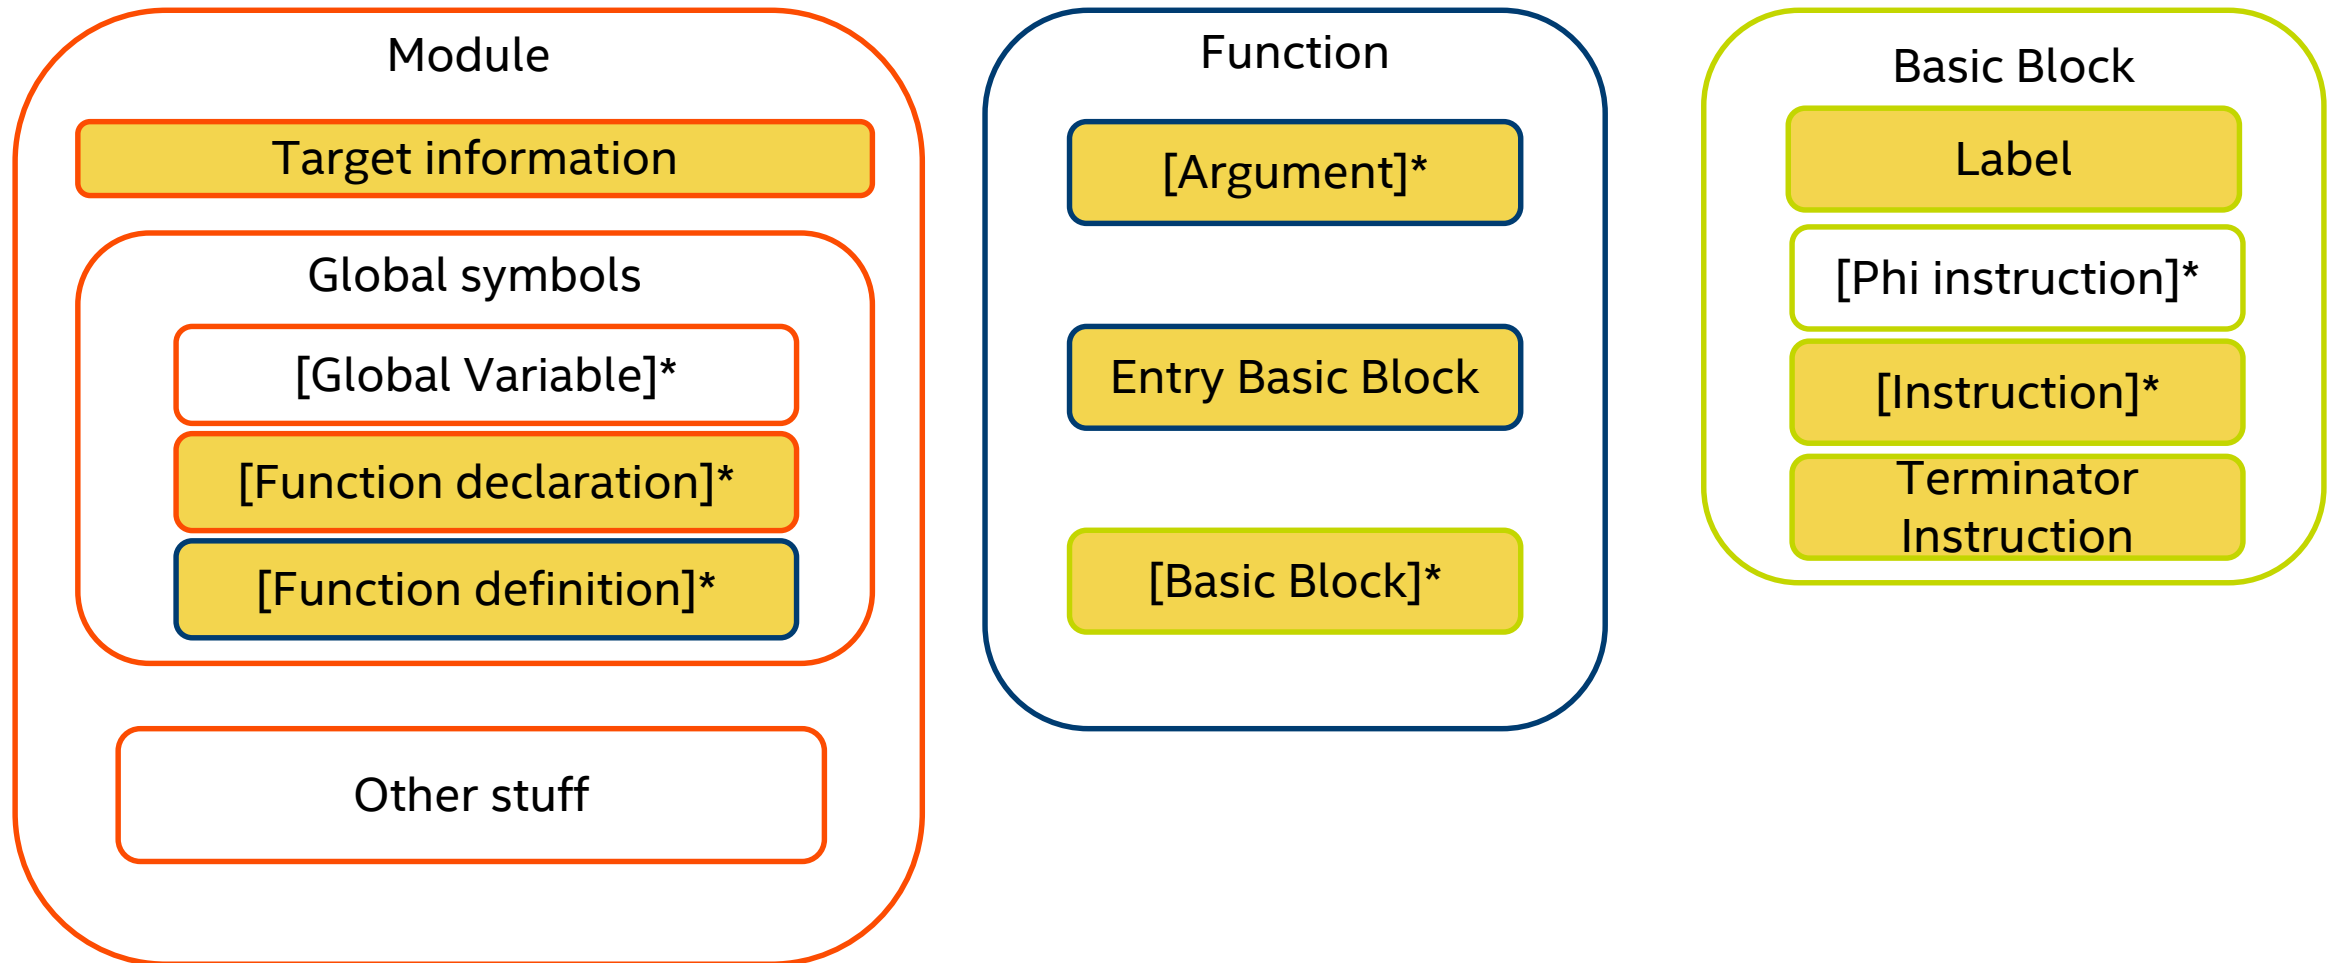 Module
Target information
Global symbols
[Global Variable]*
[Function declaration]*
[Function definition]*
Other stuff
Function
[Argument]*
Entry Basic Block
[Basic Block]*
Basic Block
Label
[Phi instruction]*
[Instruction]*
Terminator
Instruction